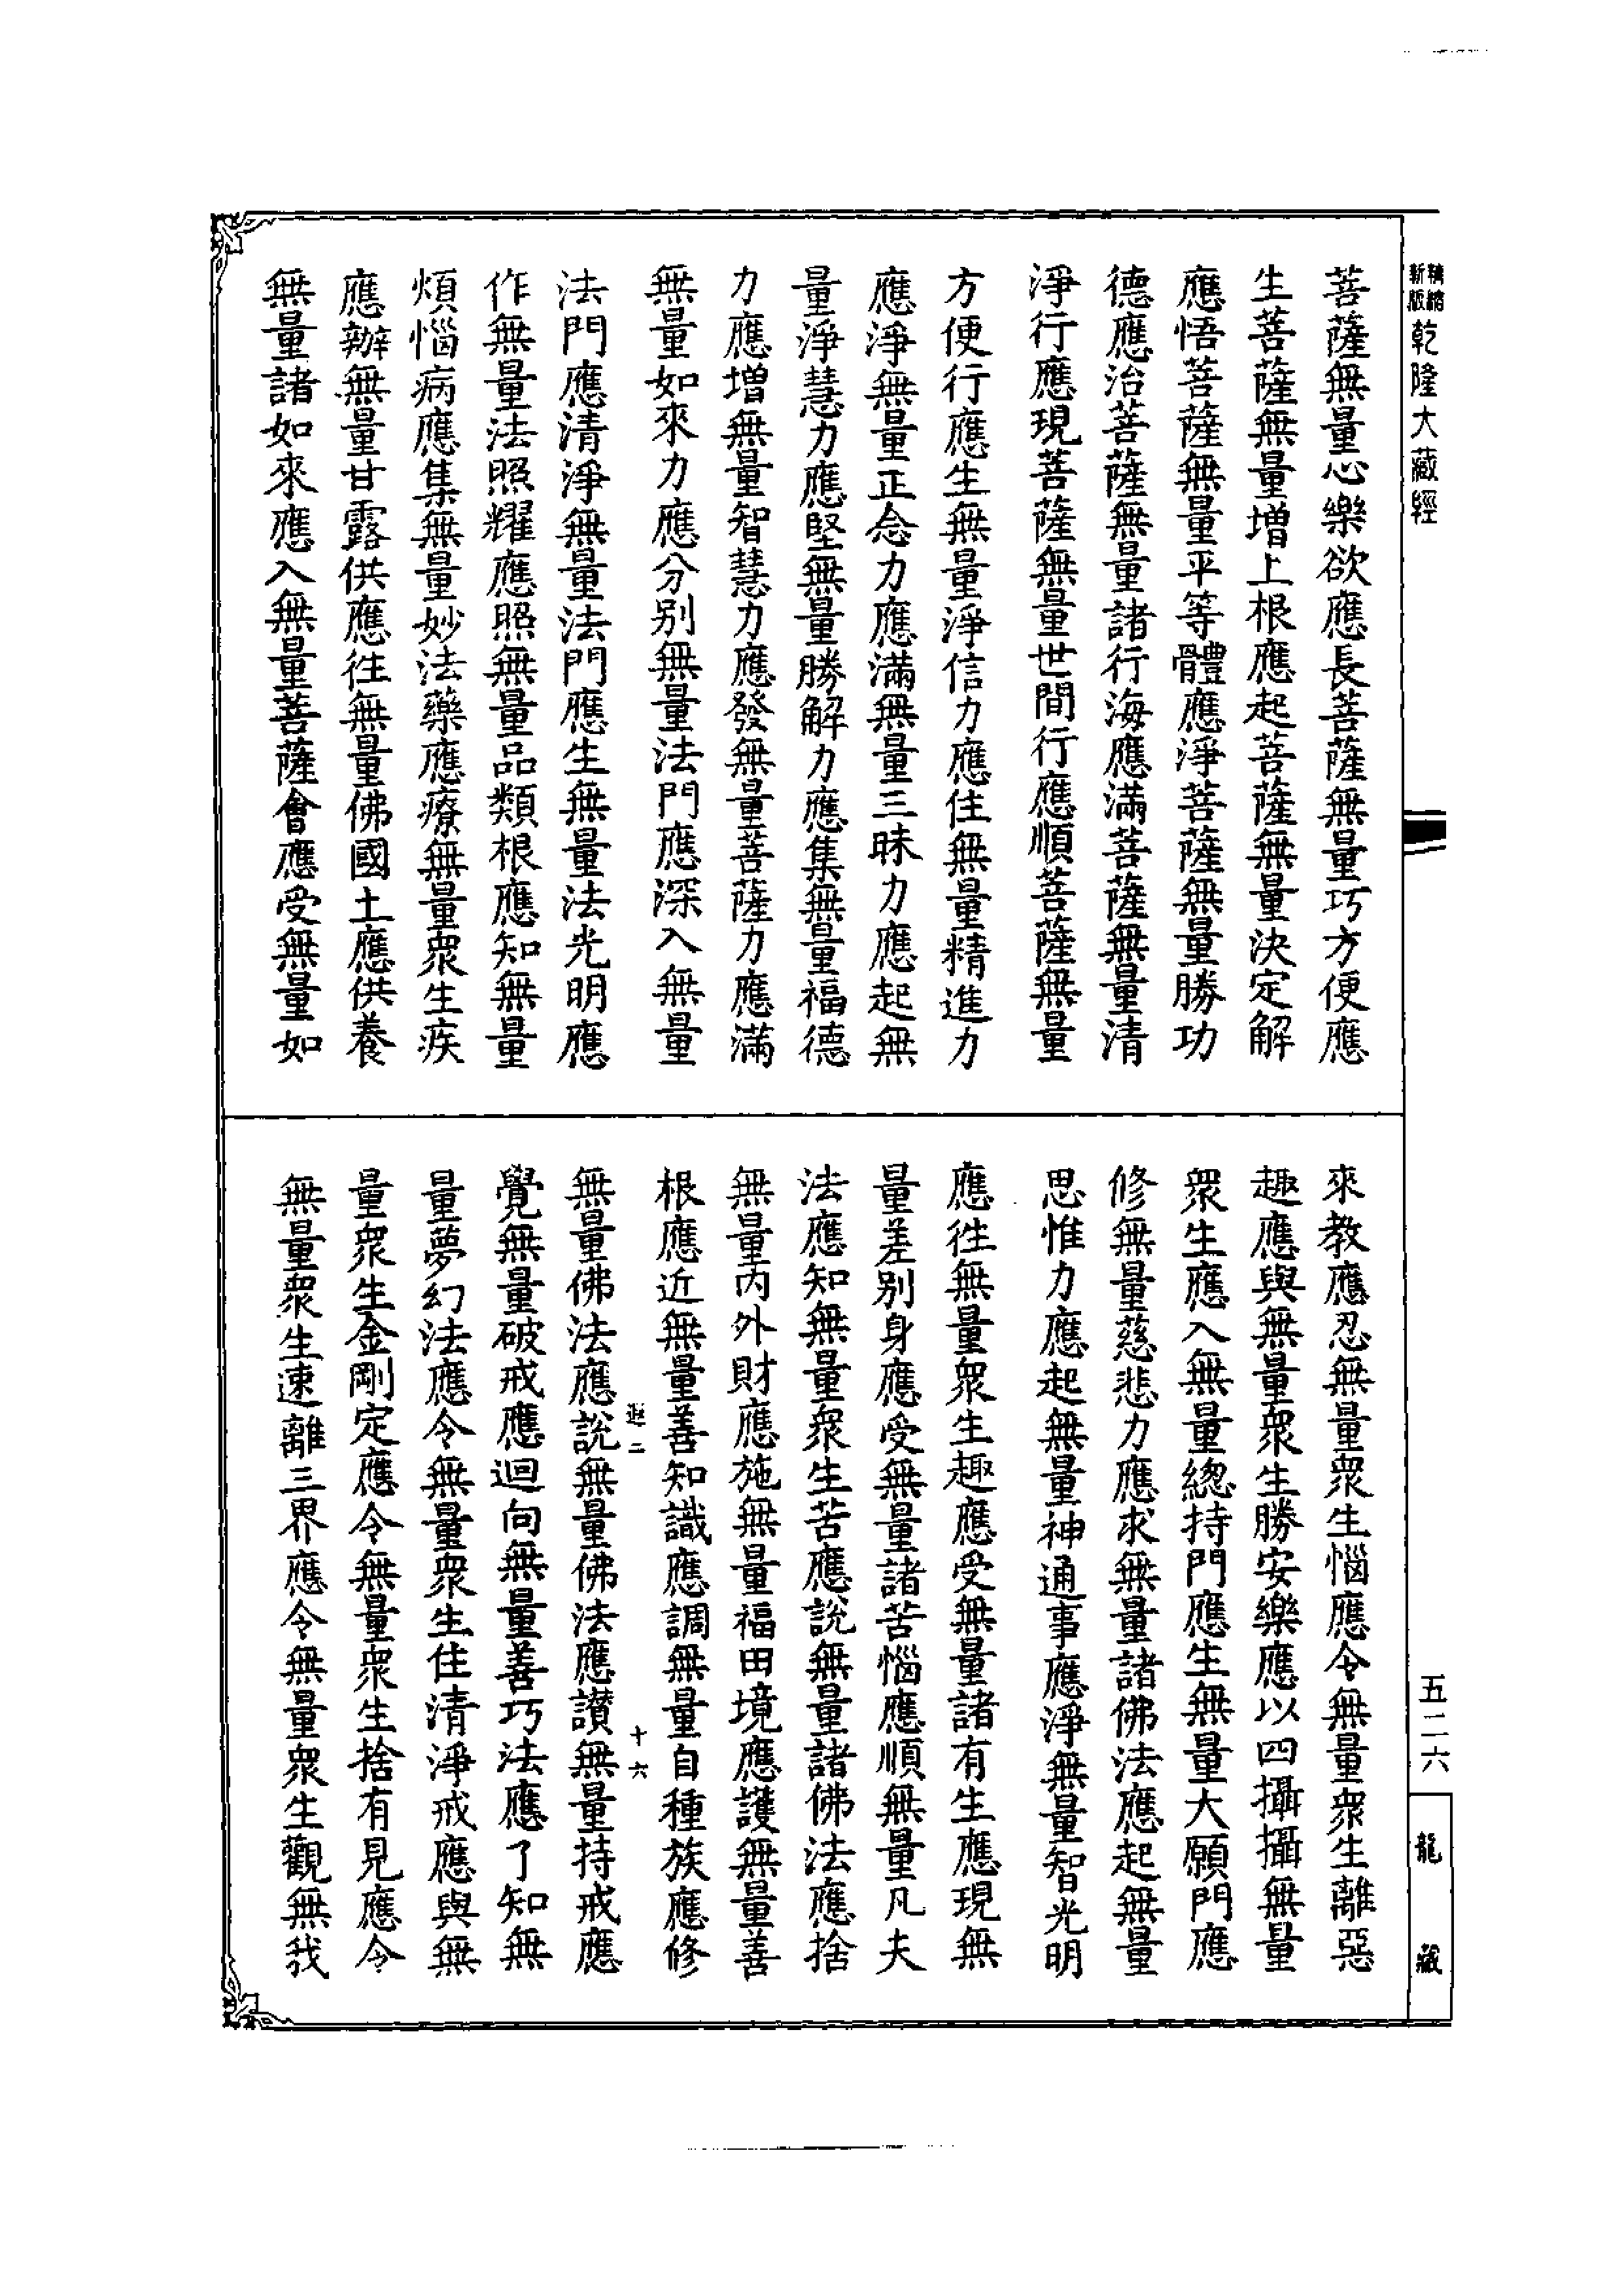 精縮新版乾隆大藏經
菩薩無量心樂欲應長菩薩無量巧方便應
生菩薩無量增上根應起菩薩無量決定解
應悟菩薩無量平等體應淨菩薩無量勝功
德應治菩薩無量諸行海應滿菩薩無量清
淨行應現菩薩無量世間行應順菩薩無量
方便行應生無量淨信力應住無量精進力
應淨無量正念力應滿無量三昧力應起無
量淨慧力應堅無量勝解力應集無量福德
力應增無量智慧力應發無量菩薩力應滿
無量如來力應分別無量法門應深入無量
法門應清淨無量法門應生無量法光明應
作無量法照耀應照無量品類根應知無量
煩惱病應集無量妙法藥應療無量眾生疾
應辦無量甘露供應往無量佛國土應供養
無量諸如來應入無量菩薩會應受無量如
來教應忍無量眾生惱應令無量眾生離惡
趣應與無量眾生勝安樂應以四攝攝無量
眾生應入無量總持門應生無量大願門應
修無量慈悲力應求無量諸佛法應起無量
思惟力應起無量神通事應淨無量智光明
應往無量眾生趣應受無量諸有生應現無
量差別身應受無量諸苦惱應順無量凡夫
法應知無量眾生苦應說無量諸佛法應捨
無量內外財應施無量福田境應護無量善
根應近無量善知識應調無量自種族應修
遐二 十六
無量佛法應說無量佛法應讚無量持戒應
覺無量破戒應迴向無量善巧法應了知無
量夢幻法應令無量眾生住清淨戒應與無
量眾生金剛定應令無量眾生捨有見應令
無量眾生速離三界應令無量眾生觀無我
五二六
龍藏